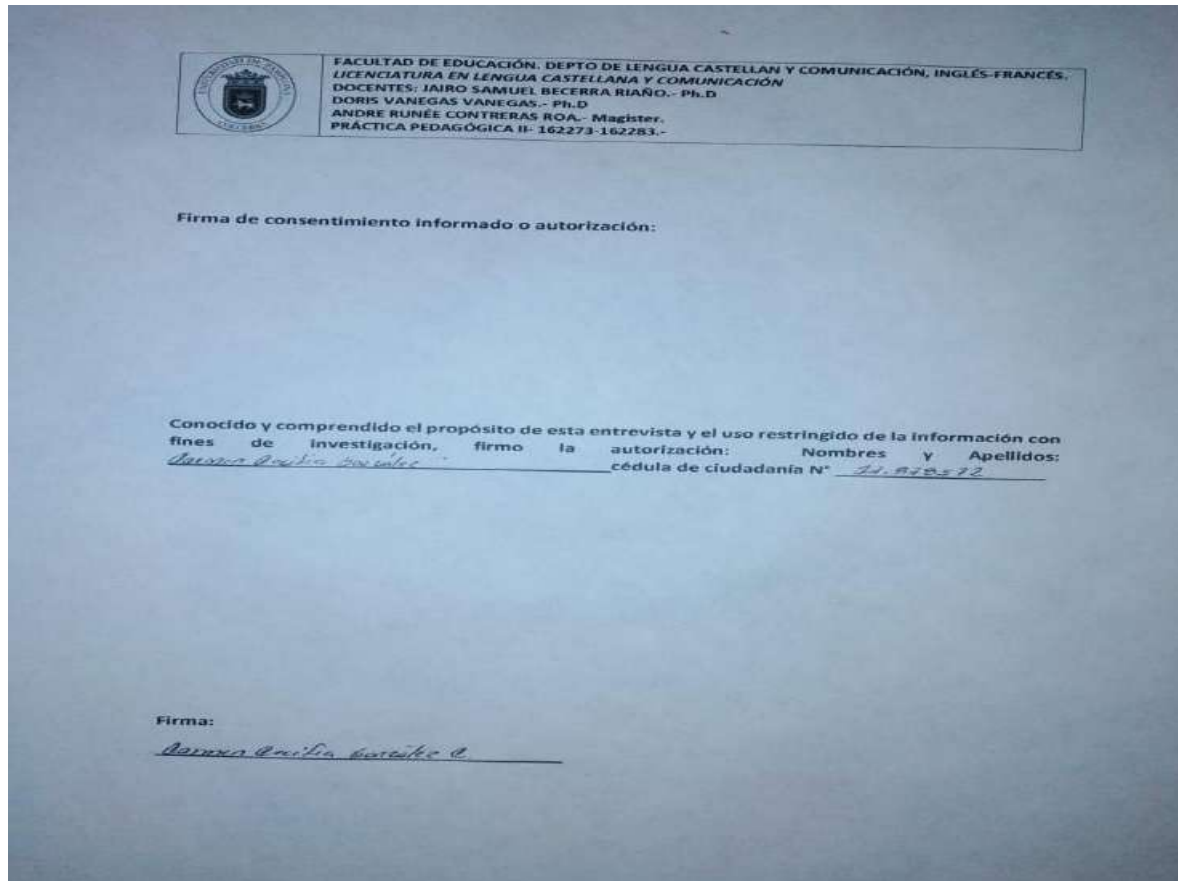 FACULTAD DE EDUCACIÓN. DEPTO DE LENGUA CASTELLAN Y COMUNICACIÓN, INGLÉS-FRANCÉS.
LICENCIATURA EN LENGUA CASTELLANA Y COMUNICACIÓN
DOCENTES: JAIRO SAMUEL BECERRA RIAÑO.- Ph.D
DORIS VANEGAS VANEGAS.- Ph.D
ANDRE RUNÉE CONTRERAS ROA.- Magister.
PRÁCTICA PEDAGÓGICA II- 162273-162283.-
Firma de consentimiento informado o autorización:
Conocido y comprendido el propósito de esta entrevista y el uso restringido de la información con
fines de investigación, firmo la autorización: Nombres y Apellidos:
cédula de ciudadanía N°
Firma: